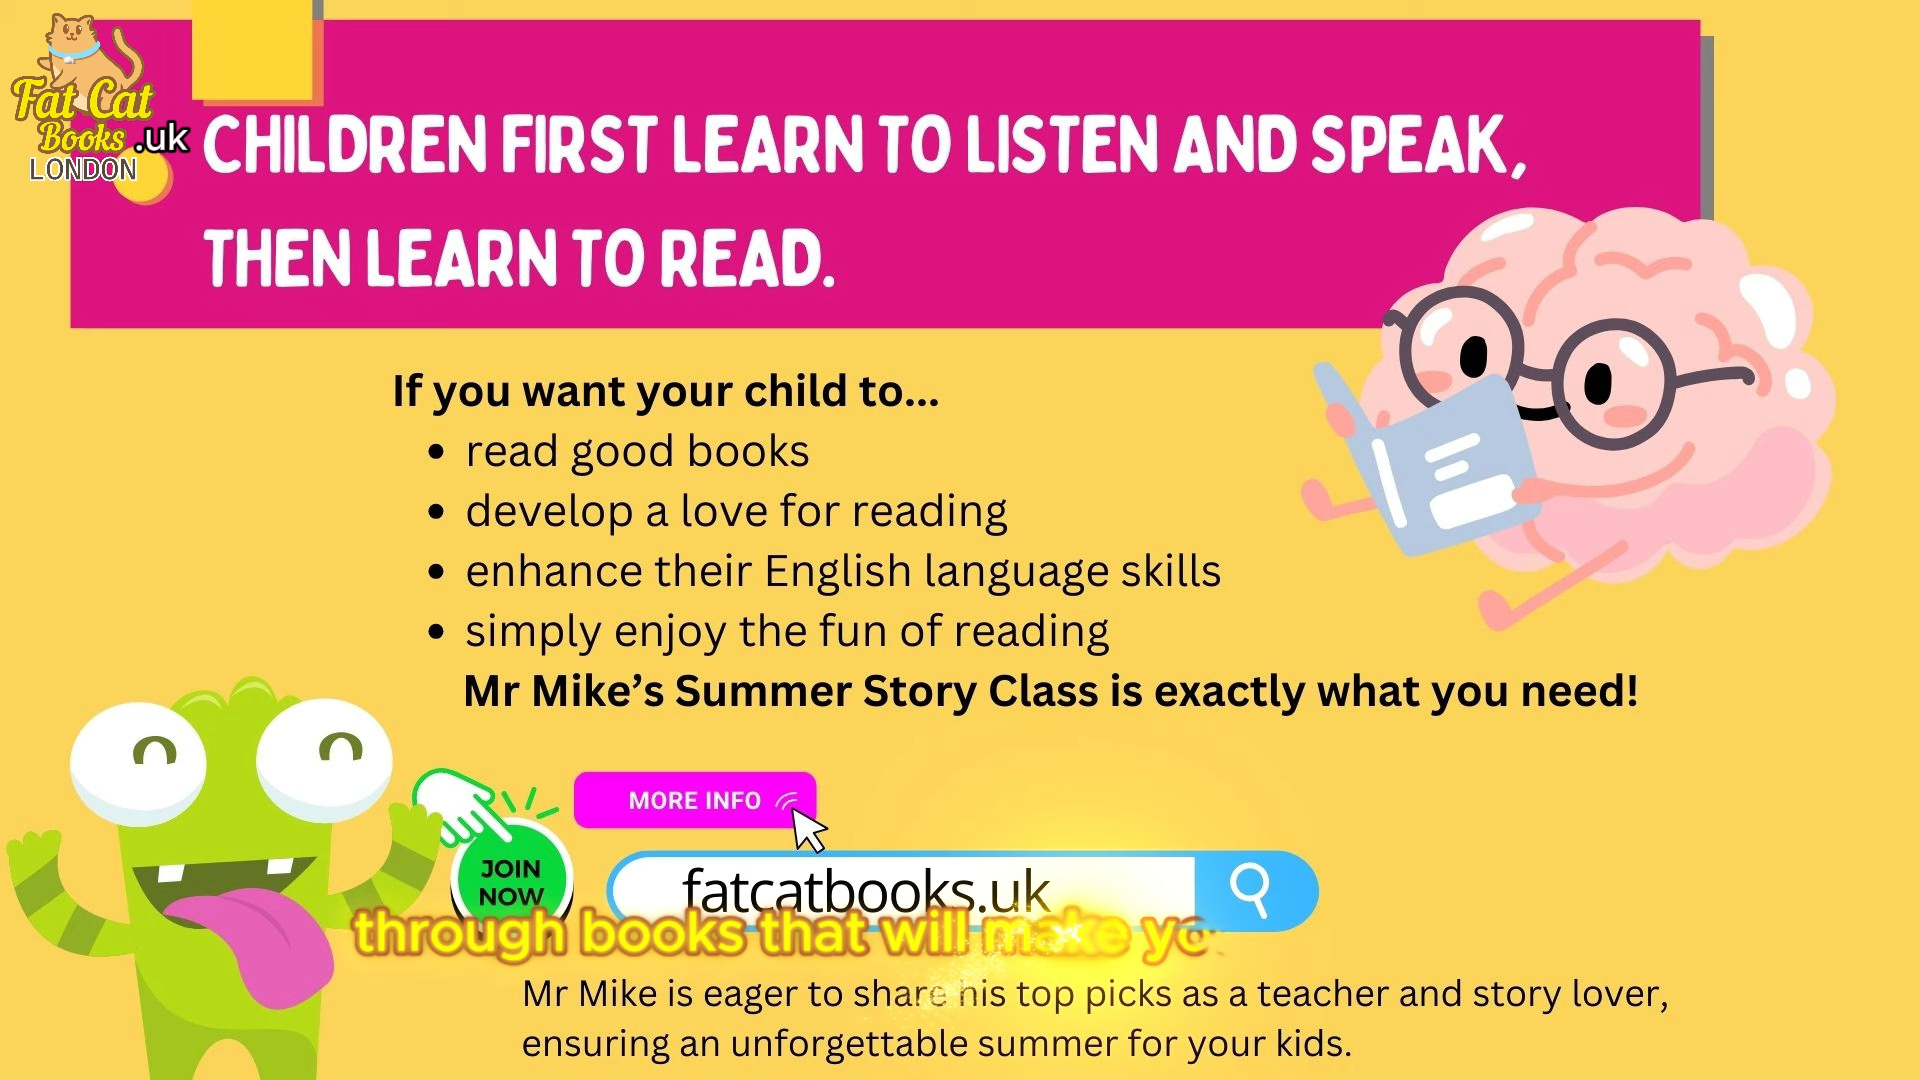 Fat Cat
Books .uk
LONDON
CHILDREN FIRST LEARN TO LISTEN AND SPEAK,
THEN LEARN TO READ.
If you want your child to...
• read good books
• develop a love for reading
• enhance their English language skills
• simply enjoy the fun of reading
Mr Mike's Summer Story Class is exactly what you need!
MORE INFO
JOIN
NOW
fatcatbooks.uk
through books that will make
Mr Mike is eager to share his top picks as a teacher and story lover,
ensuring an unforgettable summer for your kids.